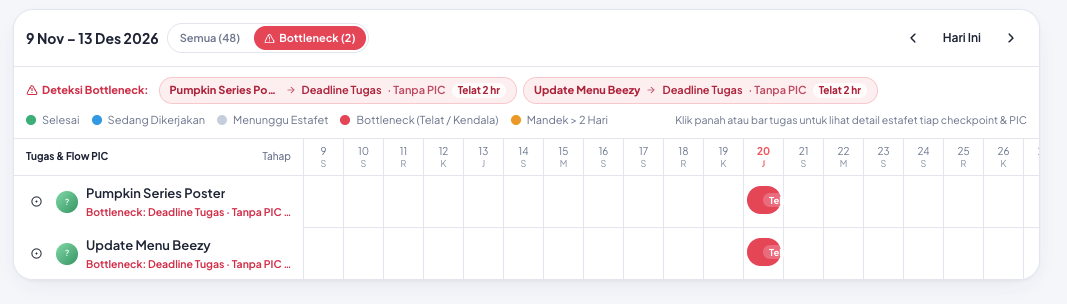 9 Nov – 13 Des 2026 Semua (48) Bottleneck (2) Hari Ini
Deteksi Bottleneck: Pumpkin Series Po… → Deadline Tugas · Tanpa PIC Telat 2 hr Update Menu Beezy → Deadline Tugas · Tanpa PIC Telat 2 hr
Selesai Sedang Dikerjakan Menunggu Estafet Bottleneck (Telat / Kendala) Mandek > 2 Hari Klik panah atau bar tugas untuk lihat detail estafet tiap checkpoint & PIC
Tugas & Flow PIC Tahap
9 10 11 12 13 14 15 16 17 18 19 20 21 22 23 24 25 26
S S R K J S M S S R K J S M S S R K
? Pumpkin Series Poster
Bottleneck: Deadline Tugas · Tanpa PIC …
Te
? Update Menu Beezy
Bottleneck: Deadline Tugas · Tanpa PIC …
Te